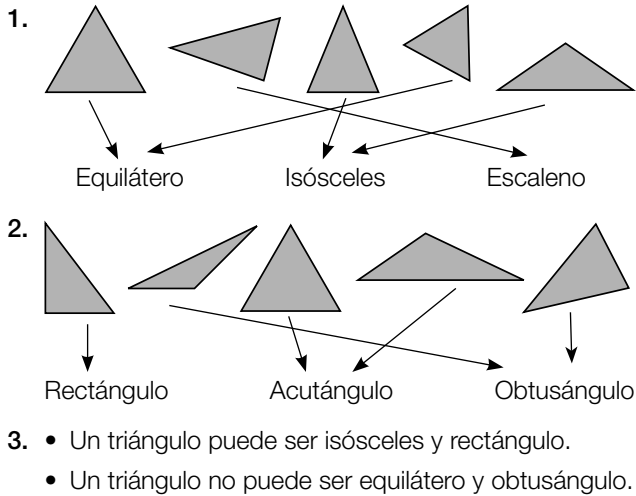 1.
Equilátero Isósceles Escaleno
2.
Rectángulo Acutángulo Obtusángulo
3. • Un triángulo puede ser isósceles y rectángulo.
• Un triángulo no puede ser equilátero y obtusángulo.